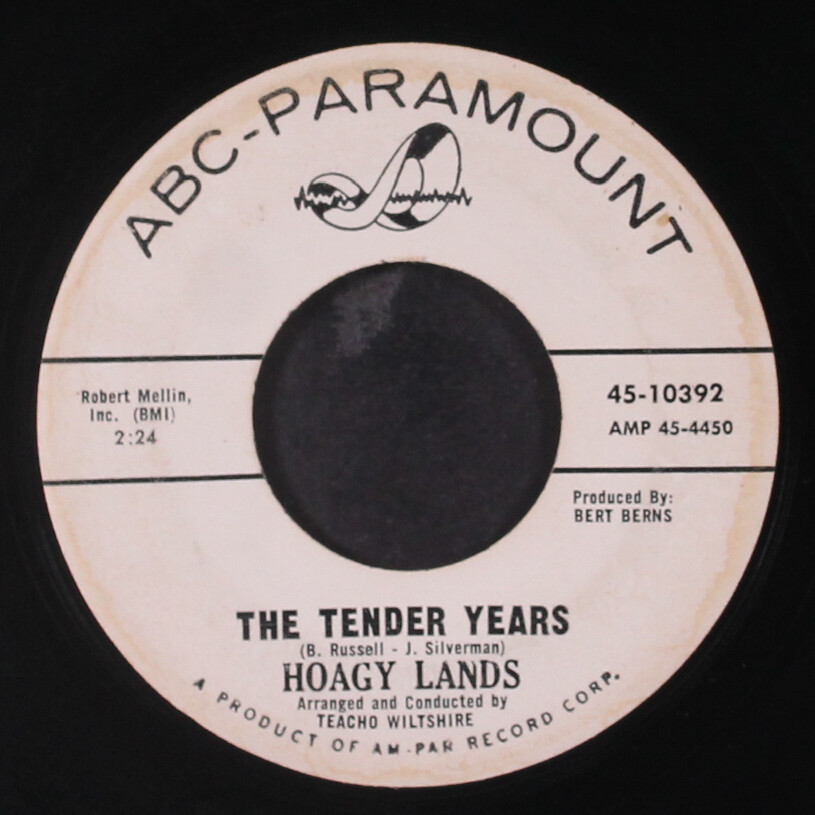 ABC-PARAMOUNT
Robert Mellin,
Inc. (BMI)
2:24
45-10392
AMP 45-4450
Produced By:
BERT BERNS
THE TENDER YEARS
(B. Russell - J. Silverman)
HOAGY LANDS
Arranged and Conducted by
TEACHO WILTSHIRE
A PRODUCT OF AM-PAR RECORD CORP.